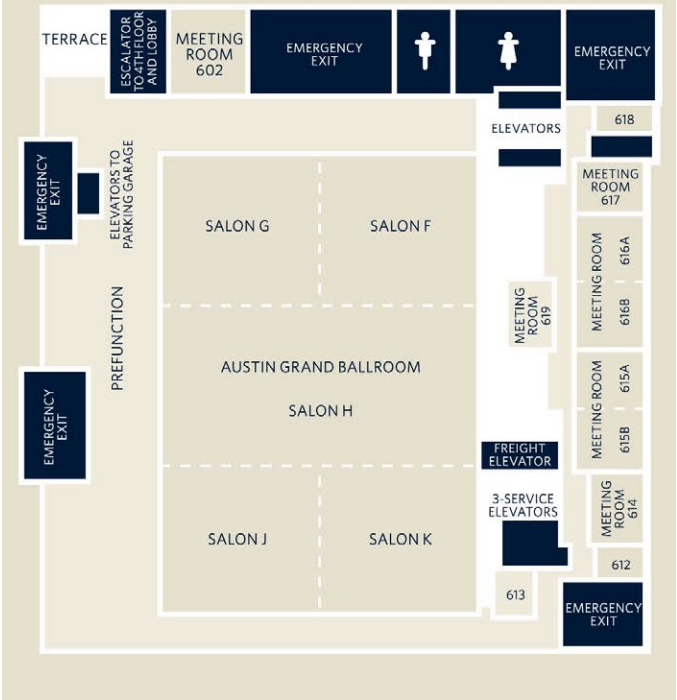 TERRACE
ESCALATOR
TO 4TH FLOOR
AND LOBBY
MEETING
ROOM
602
EMERGENCY
EXIT
EMERGENCY
EXIT
ELEVATORS
618
EMERGENCY
EXIT
ELEVATORS TO
PARKING GARAGE
MEETING
ROOM
617
SALON G
SALON F
MEETING ROOM
616A
616B
PREFUNCTION
MEETING
ROOM
619
AUSTIN GRAND BALLROOM
SALON H
MEETING ROOM
615A
615B
EMERGENCY
EXIT
FREIGHT
ELEVATOR
3-SERVICE
ELEVATORS
MEETING
ROOM
614
SALON J
SALON K
612
613
EMERGENCY
EXIT